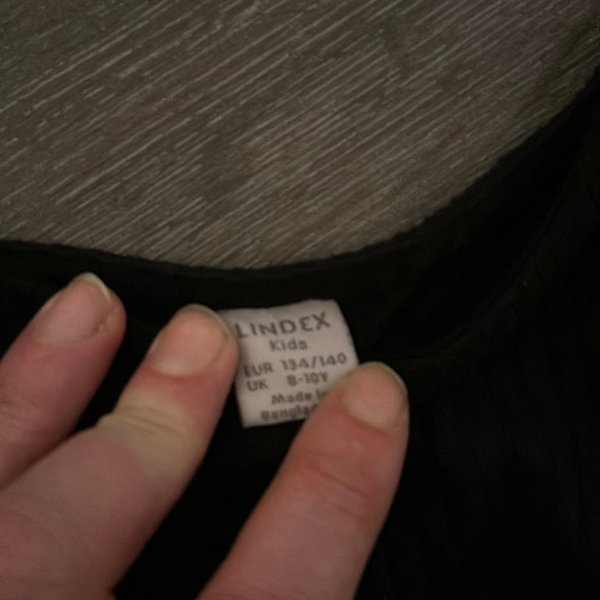 LINDEX
Kids
EUR 134/140
UK 8-10Y
Made in